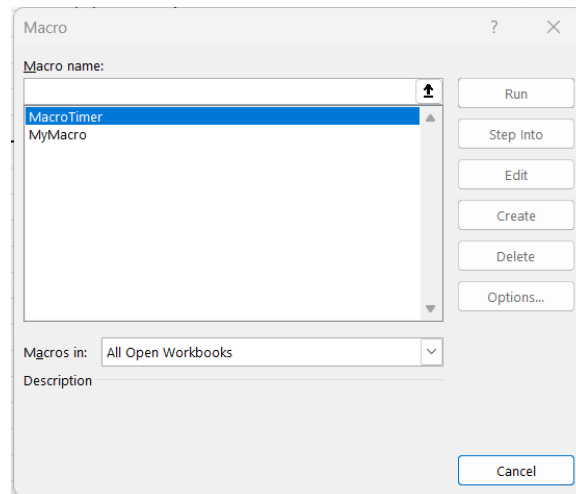 Macro
Macro name:
Run
MacroTimer
MyMacro
Step Into
Edit
Create
Delete
Options...
Macros in: All Open Workbooks
Description
Cancel